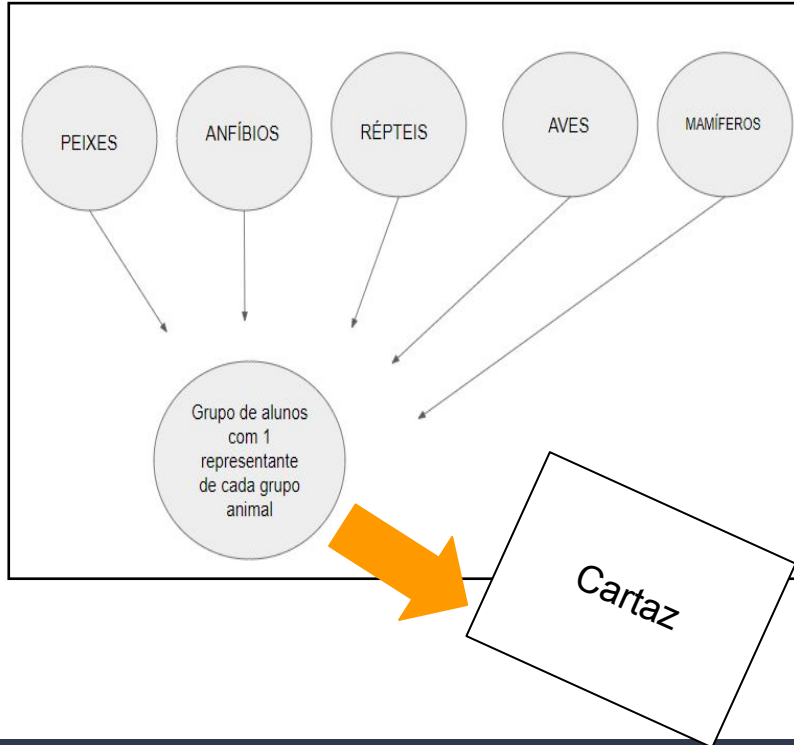 PEIXES
ANFÍBIOS
RÉPTEIS
AVES
MAMÍFEROS
Grupo de alunos
com 1
representante
de cada grupo
animal
Cartaz